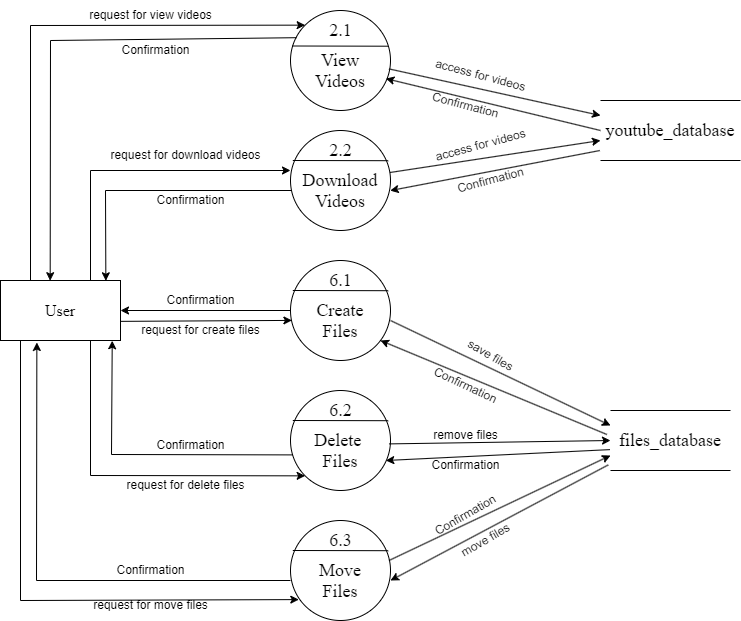 request for view videos
Confirmation
2.1
View
Videos
access for videos
Confirmation
youtube_database
request for download videos
Confirmation
2.2
Download
Videos
access for videos
Confirmation
User
Confirmation
request for create files
6.1
Create
Files
save files
Confirmation
files_database
Confirmation
request for delete files
6.2
Delete
Files
remove files
Confirmation
Confirmation
request for move files
6.3
Move
Files
Confirmation
move files